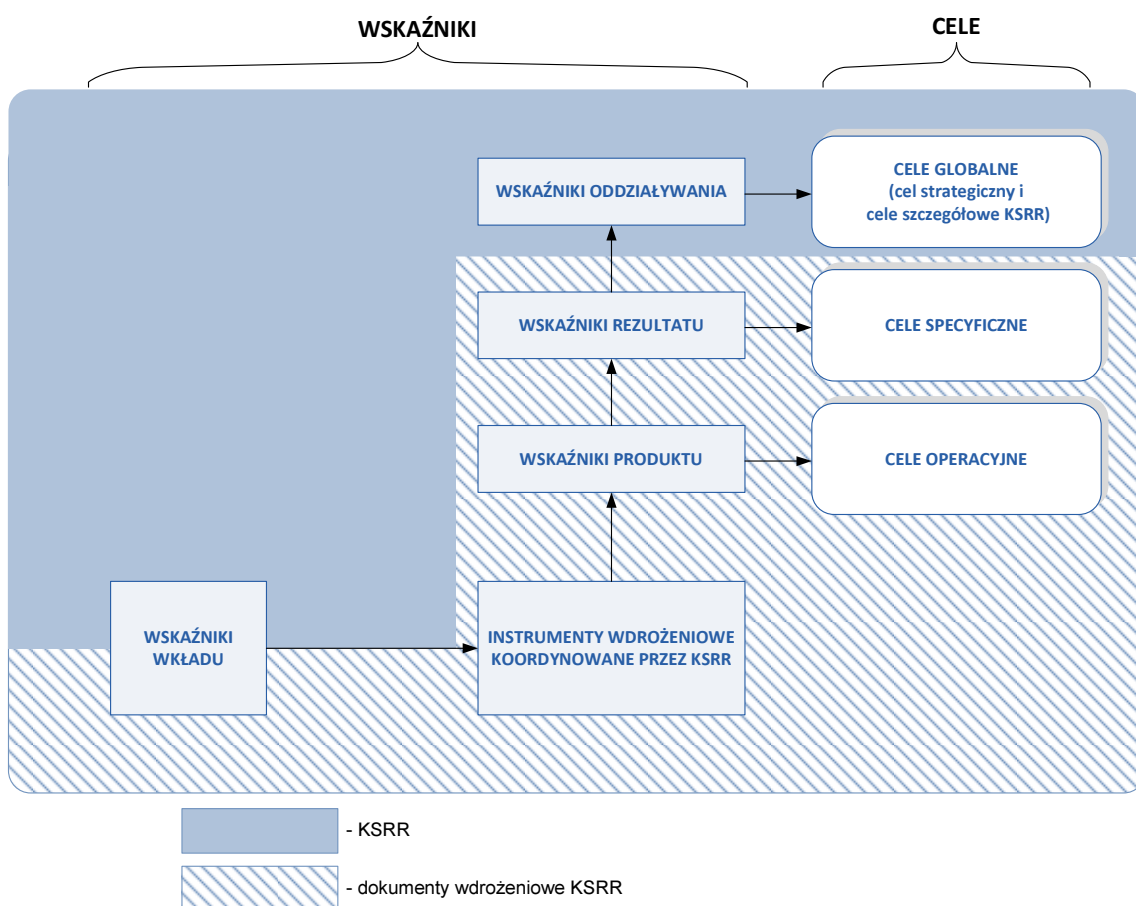 WSKAŹNIKI
CELE
WSKAŹNIKI ODDZIAŁYWANIA
CELE GLOBALNE
(cel strategiczny i
cele szczegółowe KSRR)
WSKAŹNIKI REZULTATU
CELE SPECYFICZNE
WSKAŹNIKI PRODUKTU
CELE OPERACYJNE
WSKAŹNIKI
WKŁADU
INSTRUMENTY WDROŻENIOWE
KOORDYNOWANE PRZEZ KSRR
- KSRR
- dokumenty wdrożeniowe KSRR